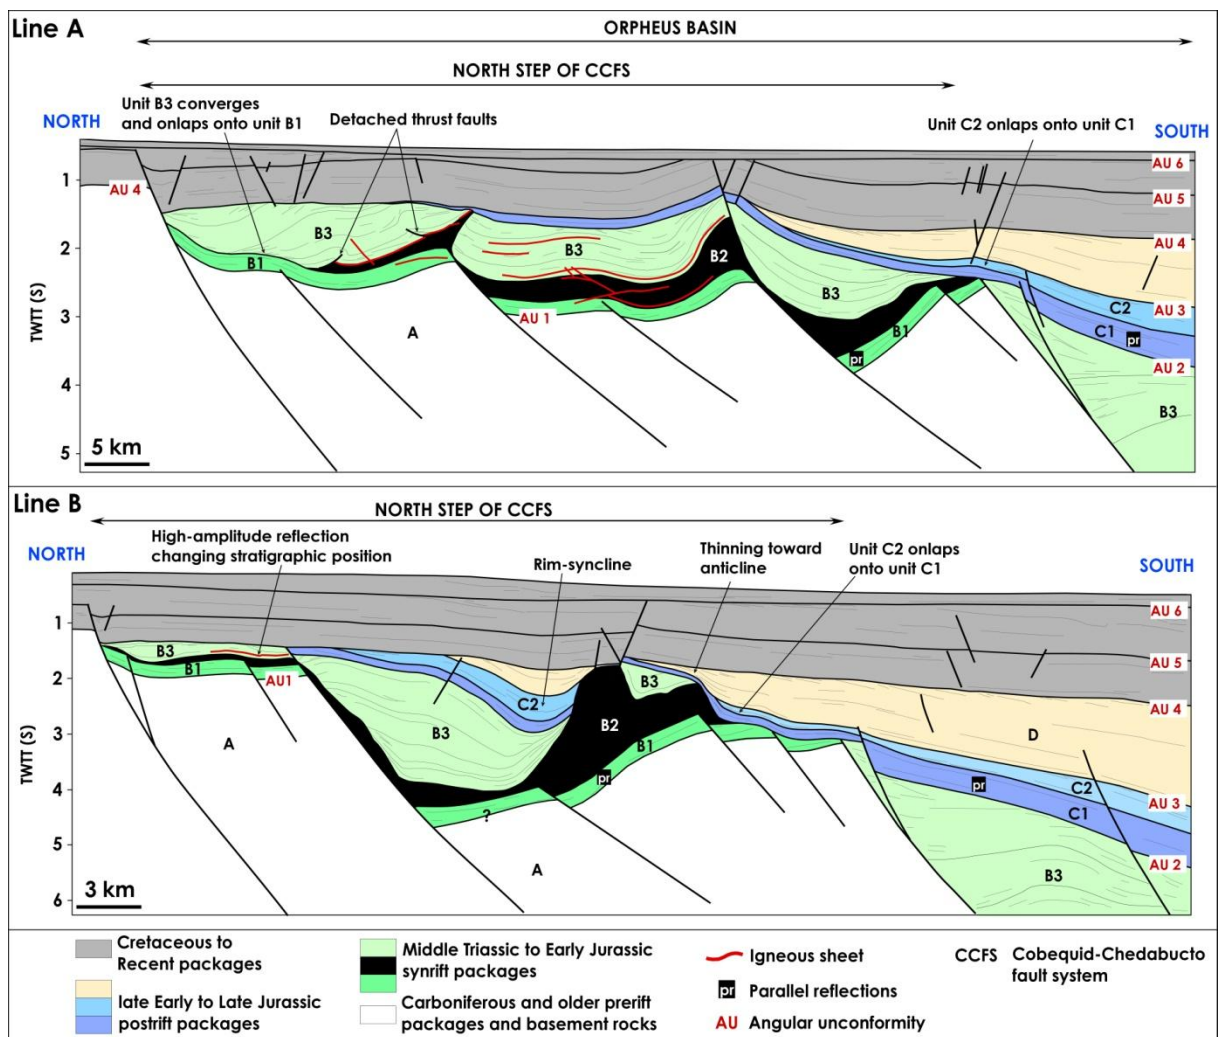 Line A
ORPHEUS BASIN
NORTH STEP OF CCFS
Unit B3 converges
and onlaps onto unit B1
Detached thrust faults
Unit C2 onlaps onto unit C1
NORTH
SOUTH
AU 6
1
AU 4
AU 5
B3
B3
AU 4
2
B1
B2
B3
C2
AU 3
3
AU 1
A
B1
C1
pr
pr
AU 2
4
B3
5
TWTT (S)
5 km
Line B
NORTH STEP OF CCFS
High-amplitude reflection
changing stratigraphic position
Rim-syncline
Thinning toward
anticline
Unit C2 onlaps
onto unit C1
NORTH
SOUTH
AU 6
1
B3
AU 5
B1
AU1
2
B3
C2
AU 4
B2
D
3
A
B3
B1
pr
pr
C2
4
AU 3
?
C1
5
AU 2
A
B3
6
TWTT (S)
3 km
Cretaceous to
Recent packages
late Early to Late Jurassic
postrift packages
Middle Triassic to Early Jurassic
synrift packages
Carboniferous and older prerift
packages and basement rocks
Igneous sheet
pr Parallel reflections
AU Angular unconformity
CCFS Cobequid-Chedabucto
fault system